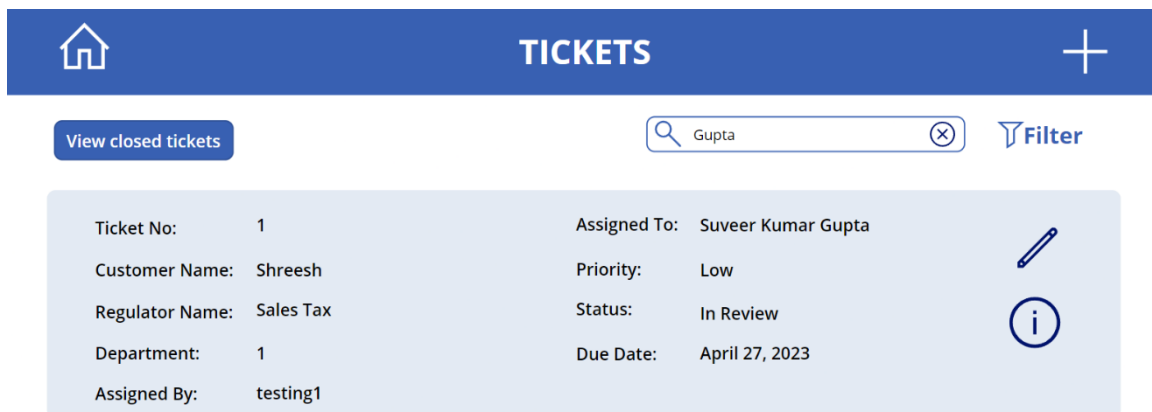 TICKETS
View closed tickets
Gupta
Filter
Ticket No: 1
Assigned To: Suveer Kumar Gupta
Customer Name: Shreesh
Priority: Low
Regulator Name: Sales Tax
Status: In Review
Department: 1
Due Date: April 27, 2023
Assigned By: testing1